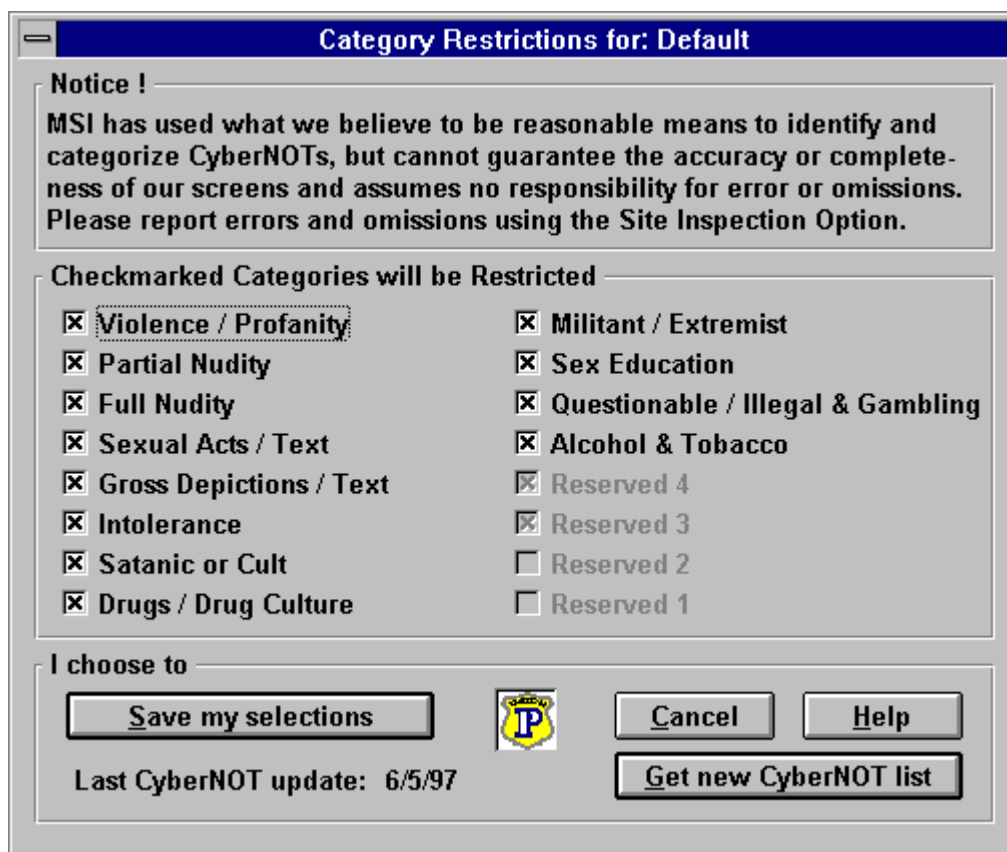 Category Restrictions for: Default
Notice !
MSI has used what we believe to be reasonable means to identify and
categorize CyberNOTs, but cannot guarantee the accuracy or complete-
ness of our screens and assumes no responsibility for error or omissions.
Please report errors and omissions using the Site Inspection Option.
Checkmarked Categories will be Restricted
Violence / Profanity
Partial Nudity
Full Nudity
Sexual Acts / Text
Gross Depictions / Text
Intolerance
Satanic or Cult
Drugs / Drug Culture
Militant / Extremist
Sex Education
Questionable / Illegal & Gambling
Alcohol & Tobacco
Reserved 4
Reserved 3
Reserved 2
Reserved 1
I choose to
Save my selections
P
Cancel
Help
Last CyberNOT update: 6/5/97
Get new CyberNOT list